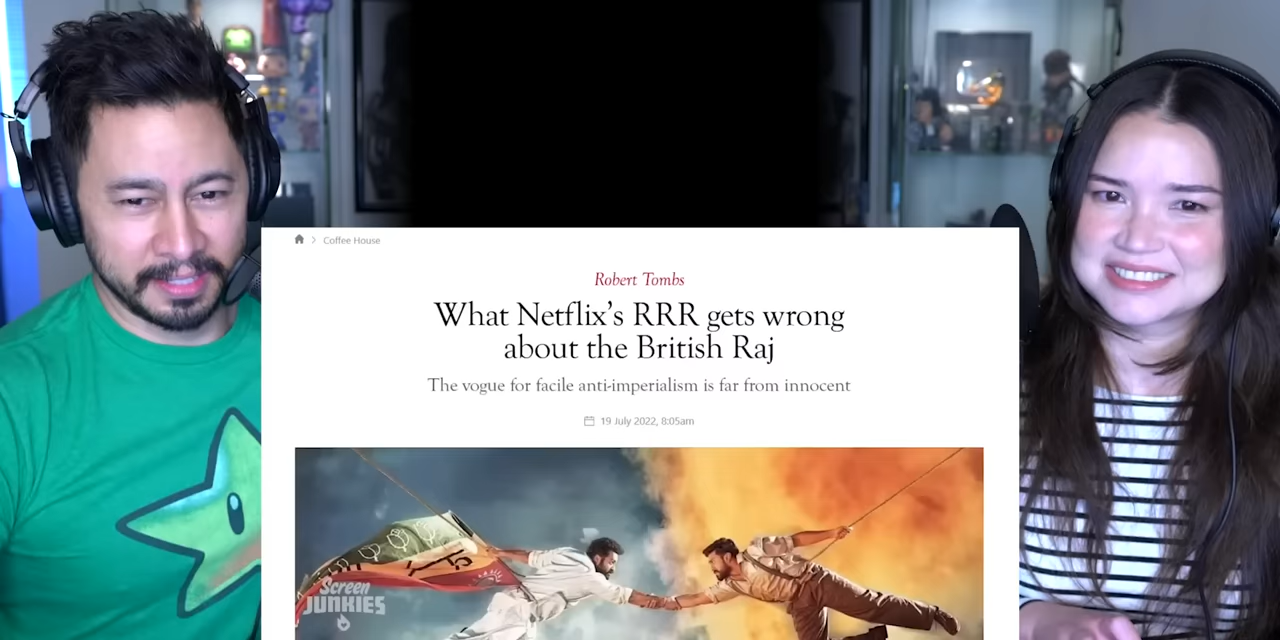 Coffee House
Robert Tombs
What Netflix's RRR gets wrong
about the British Raj
The vogue for facile anti-imperialism is far from innocent
19 July 2022, 8:05am
Screen
JUNKIES